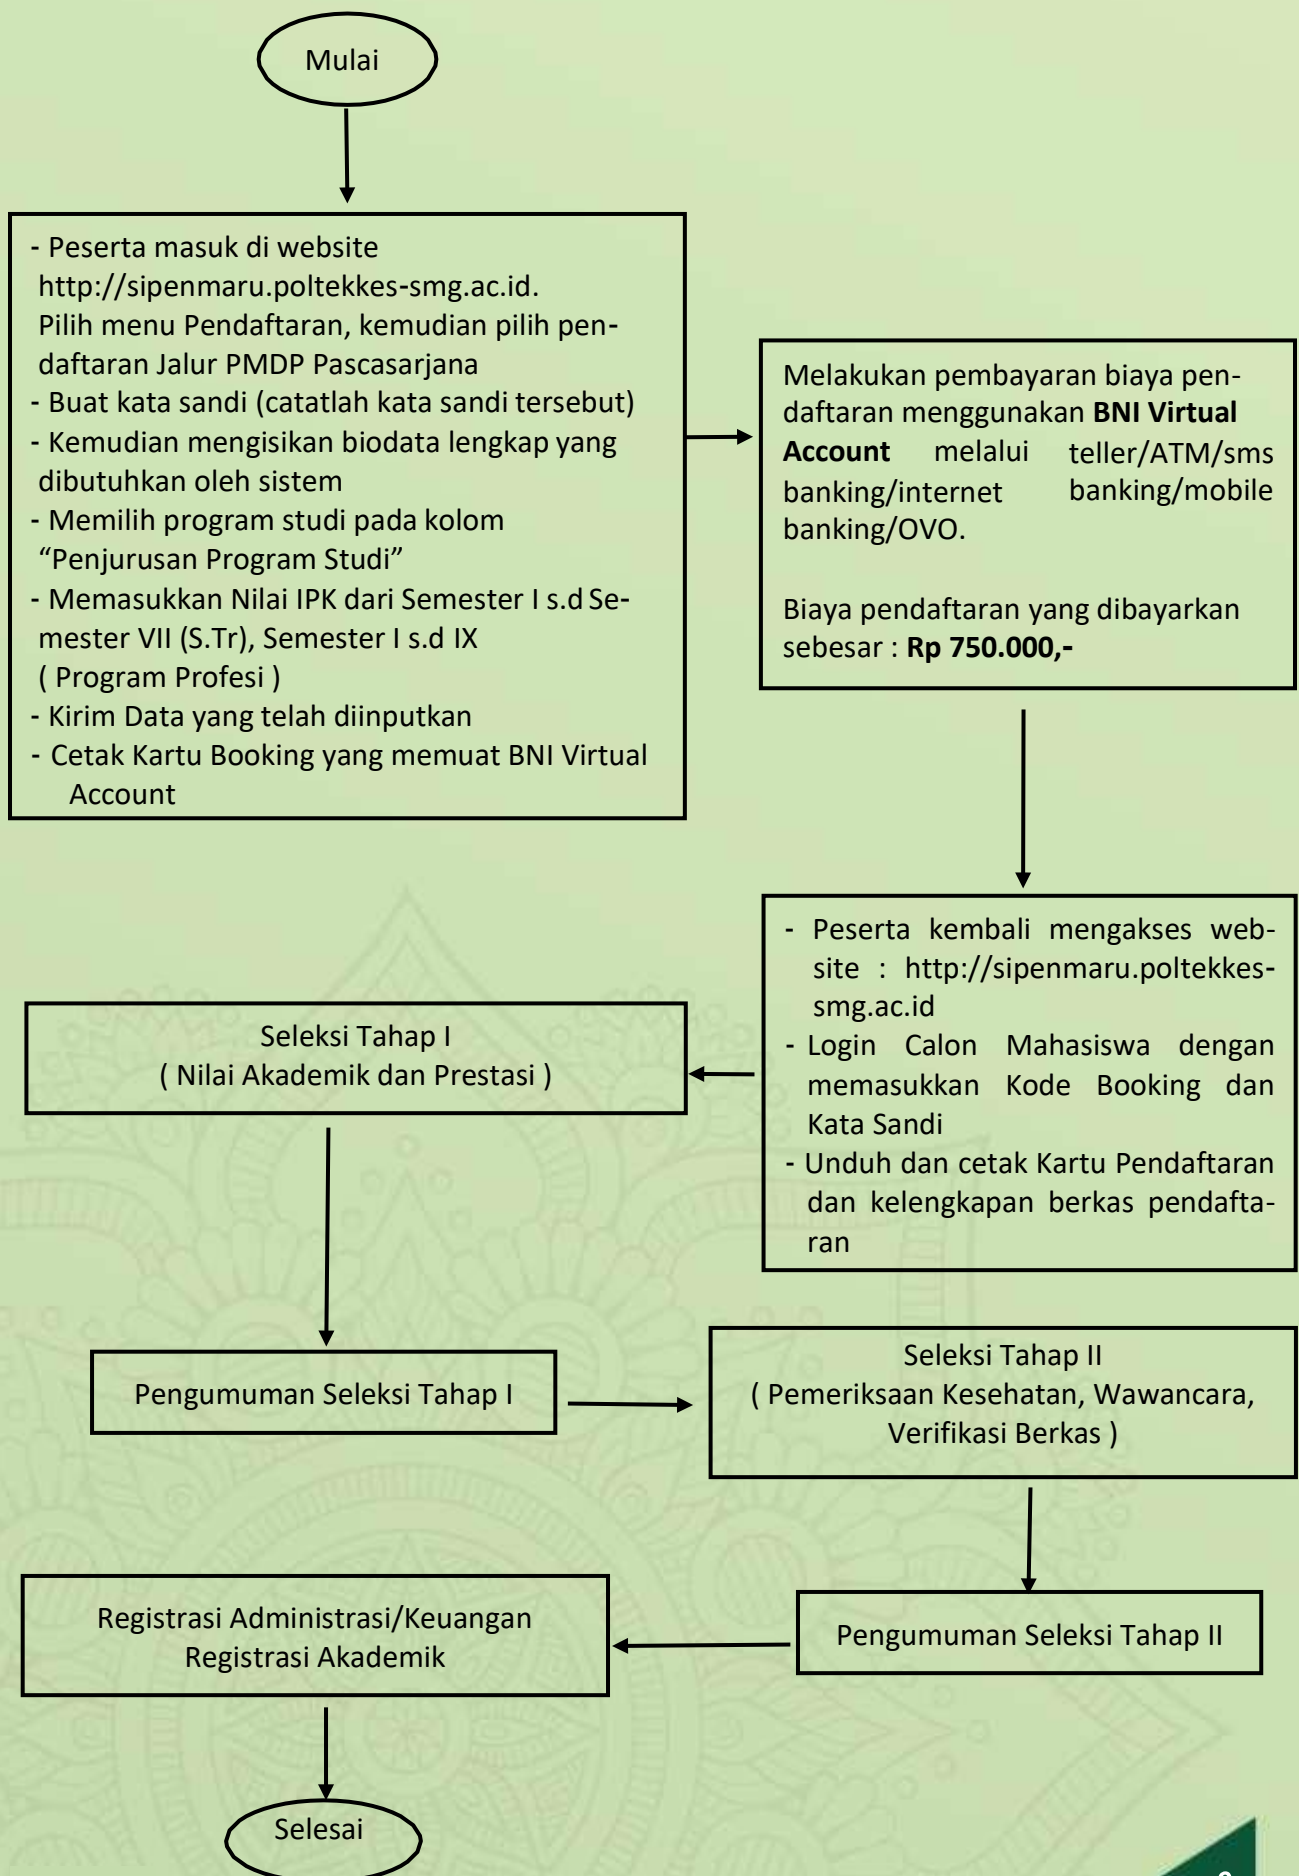 Mulai
- Peserta masuk di website
http://sipenmaru.poltekkes-smg.ac.id.
Pilih menu Pendaftaran, kemudian pilih pen-
daftaran Jalur PMDP Pascasarjana
- Buat kata sandi (catatlah kata sandi tersebut)
- Kemudian mengisikan biodata lengkap yang
dibutuhkan oleh sistem
- Memilih program studi pada kolom
“Penjurusan Program Studi”
- Memasukkan Nilai IPK dari Semester I s.d Se-
mester VII (S.Tr), Semester I s.d IX
( Program Profesi )
- Kirim Data yang telah diinputkan
- Cetak Kartu Booking yang memuat BNI Virtual
Account
Melakukan pembayaran biaya pen-
daftaran menggunakan BNI Virtual
Account melalui teller/ATM/sms
banking/internet banking/mobile
banking/OVO.
Biaya pendaftaran yang dibayarkan
sebesar : Rp 750.000,-
- Peserta kembali mengakses web-
site : http://sipenmaru.poltekkes-
smg.ac.id
- Login Calon Mahasiswa dengan
memasukkan Kode Booking dan
Kata Sandi
- Unduh dan cetak Kartu Pendaftaran
dan kelengkapan berkas pendafta-
ran
Seleksi Tahap I
( Nilai Akademik dan Prestasi )
Pengumuman Seleksi Tahap I
Seleksi Tahap II
( Pemeriksaan Kesehatan, Wawancara,
Verifikasi Berkas )
Pengumuman Seleksi Tahap II
Registrasi Administrasi/Keuangan
Registrasi Akademik
Selesai